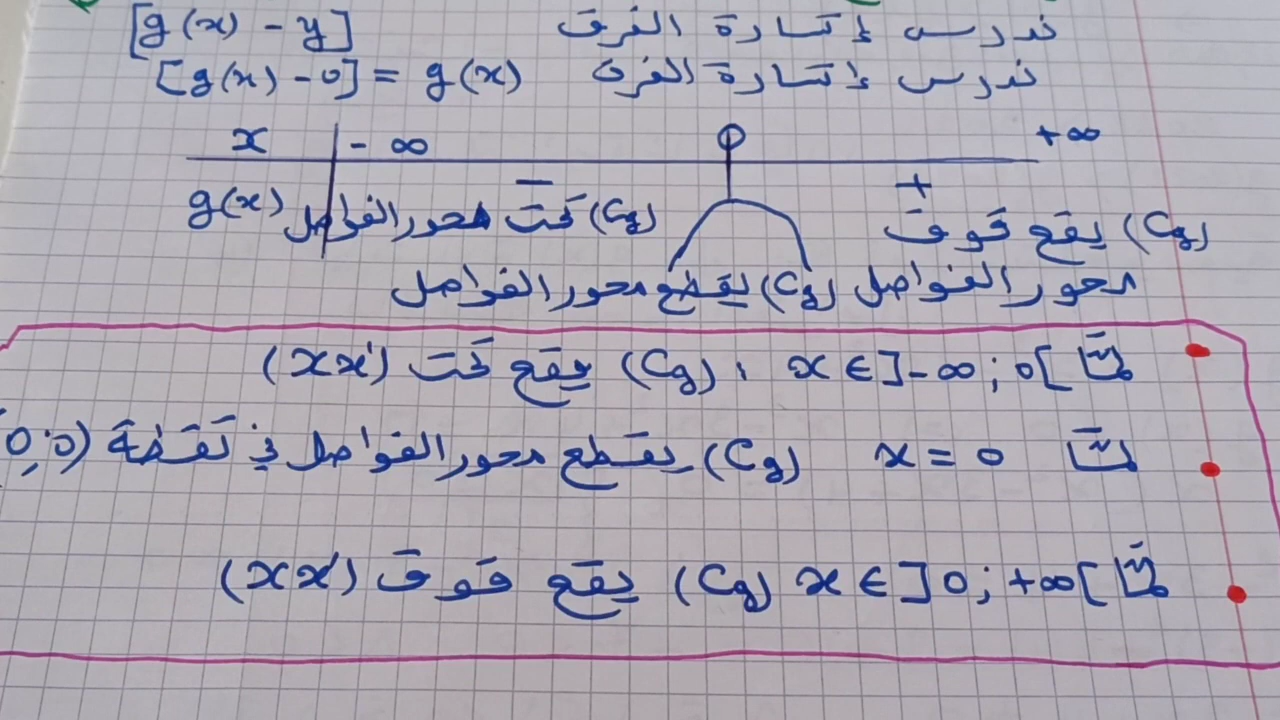 ندرس إشارة الفرق [g(x) - y]
ندرس إشارة الفرق [g(x) - 0] = g(x)
x | - ∞ 0 +∞
g(x) - +
(Cg) تحت محور الفواصل (Cg) يقع فوق
(Cg) يقطع محور الفواصل محور الفواصل
لما x ∈ ]-∞ ; 0[ ، (Cg) يقع تحت (xx')
لما x = 0 (Cg) يقطع محور الفواصل في نقطة (0;0)
لما x ∈ ]0 ; +∞[ (Cg) يقع فوق (xx')